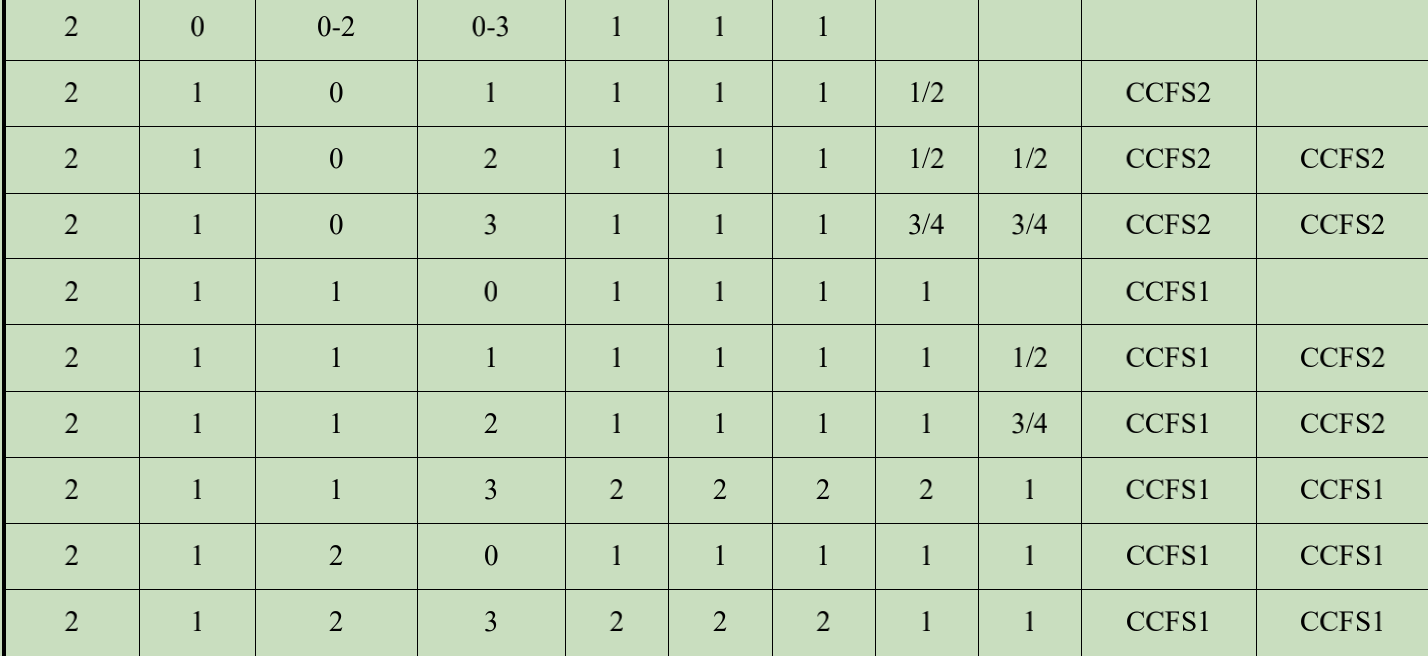 2 0 0-2 0-3 1 1 1
2 1 0 1 1 1 1 1/2 CCFS2
2 1 0 2 1 1 1 1/2 1/2 CCFS2 CCFS2
2 1 0 3 1 1 1 3/4 3/4 CCFS2 CCFS2
2 1 1 0 1 1 1 1 CCFS1
2 1 1 1 1 1 1 1 1/2 CCFS1 CCFS2
2 1 1 2 1 1 1 1 3/4 CCFS1 CCFS2
2 1 1 3 2 2 2 2 1 CCFS1 CCFS1
2 1 2 0 1 1 1 1 1 CCFS1 CCFS1
2 1 2 3 2 2 2 1 1 CCFS1 CCFS1